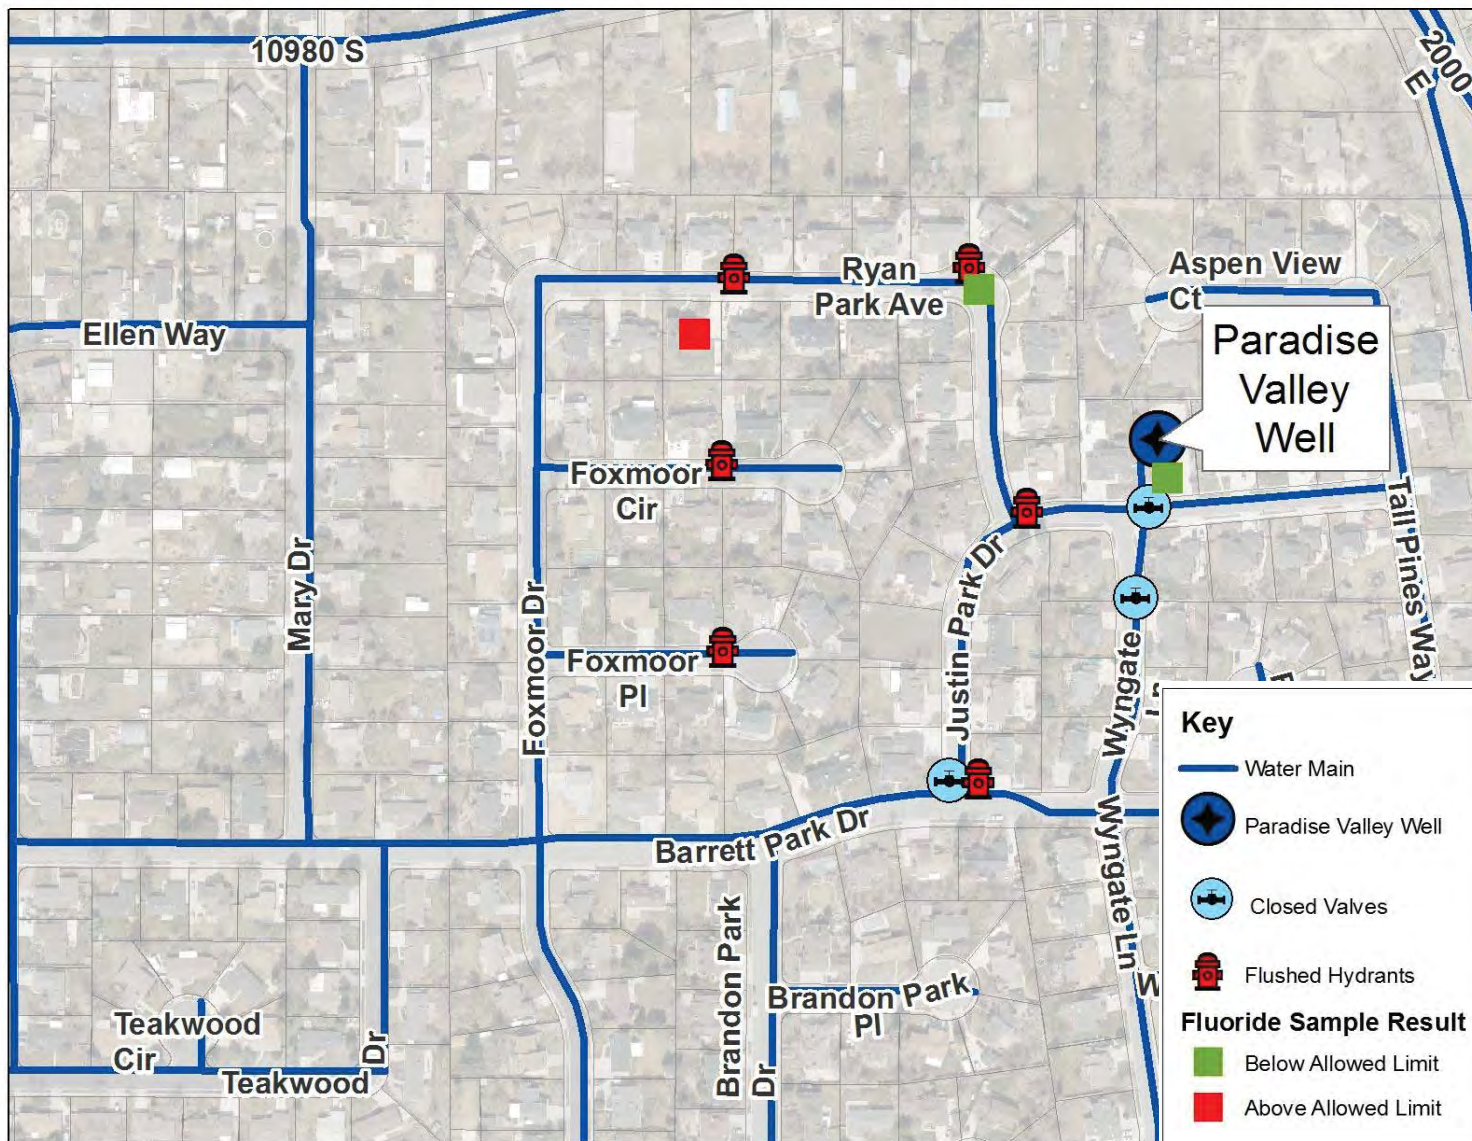 10980 S
2000
E
Ryan
Park Ave
Aspen View
Ct
Ellen Way
Paradise
Valley
Well
Foxmoor
Cir
Mary Dr
Foxmoor Dr
Justin Park Dr
Tall Pines Way
Foxmoor
Pl
Wyngate
Barrett Park Dr
Wyngate Ln
Brandon Park
Dr
Brandon Park
Pl
Teakwood
Cir
Teakwood
Dr
W
Key
Water Main
Paradise Valley Well
Closed Valves
Flushed Hydrants
Fluoride Sample Result
Below Allowed Limit
Above Allowed Limit